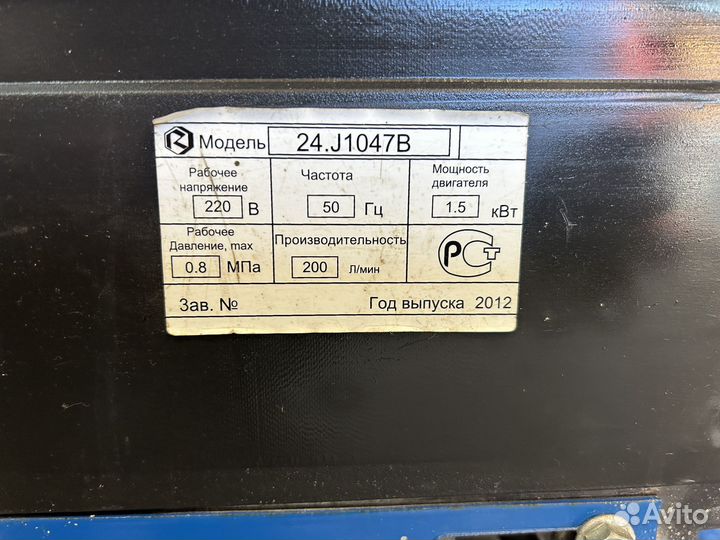 Модель 24.J1047B
Рабочее напряжение 220 В
Частота 50 Гц
Мощность двигателя 1.5 кВт
Рабочее Давление, max 0.8 МПа
Производительность 200 Л/мин
РСТ
Зав. № Год выпуска 2012
Avito